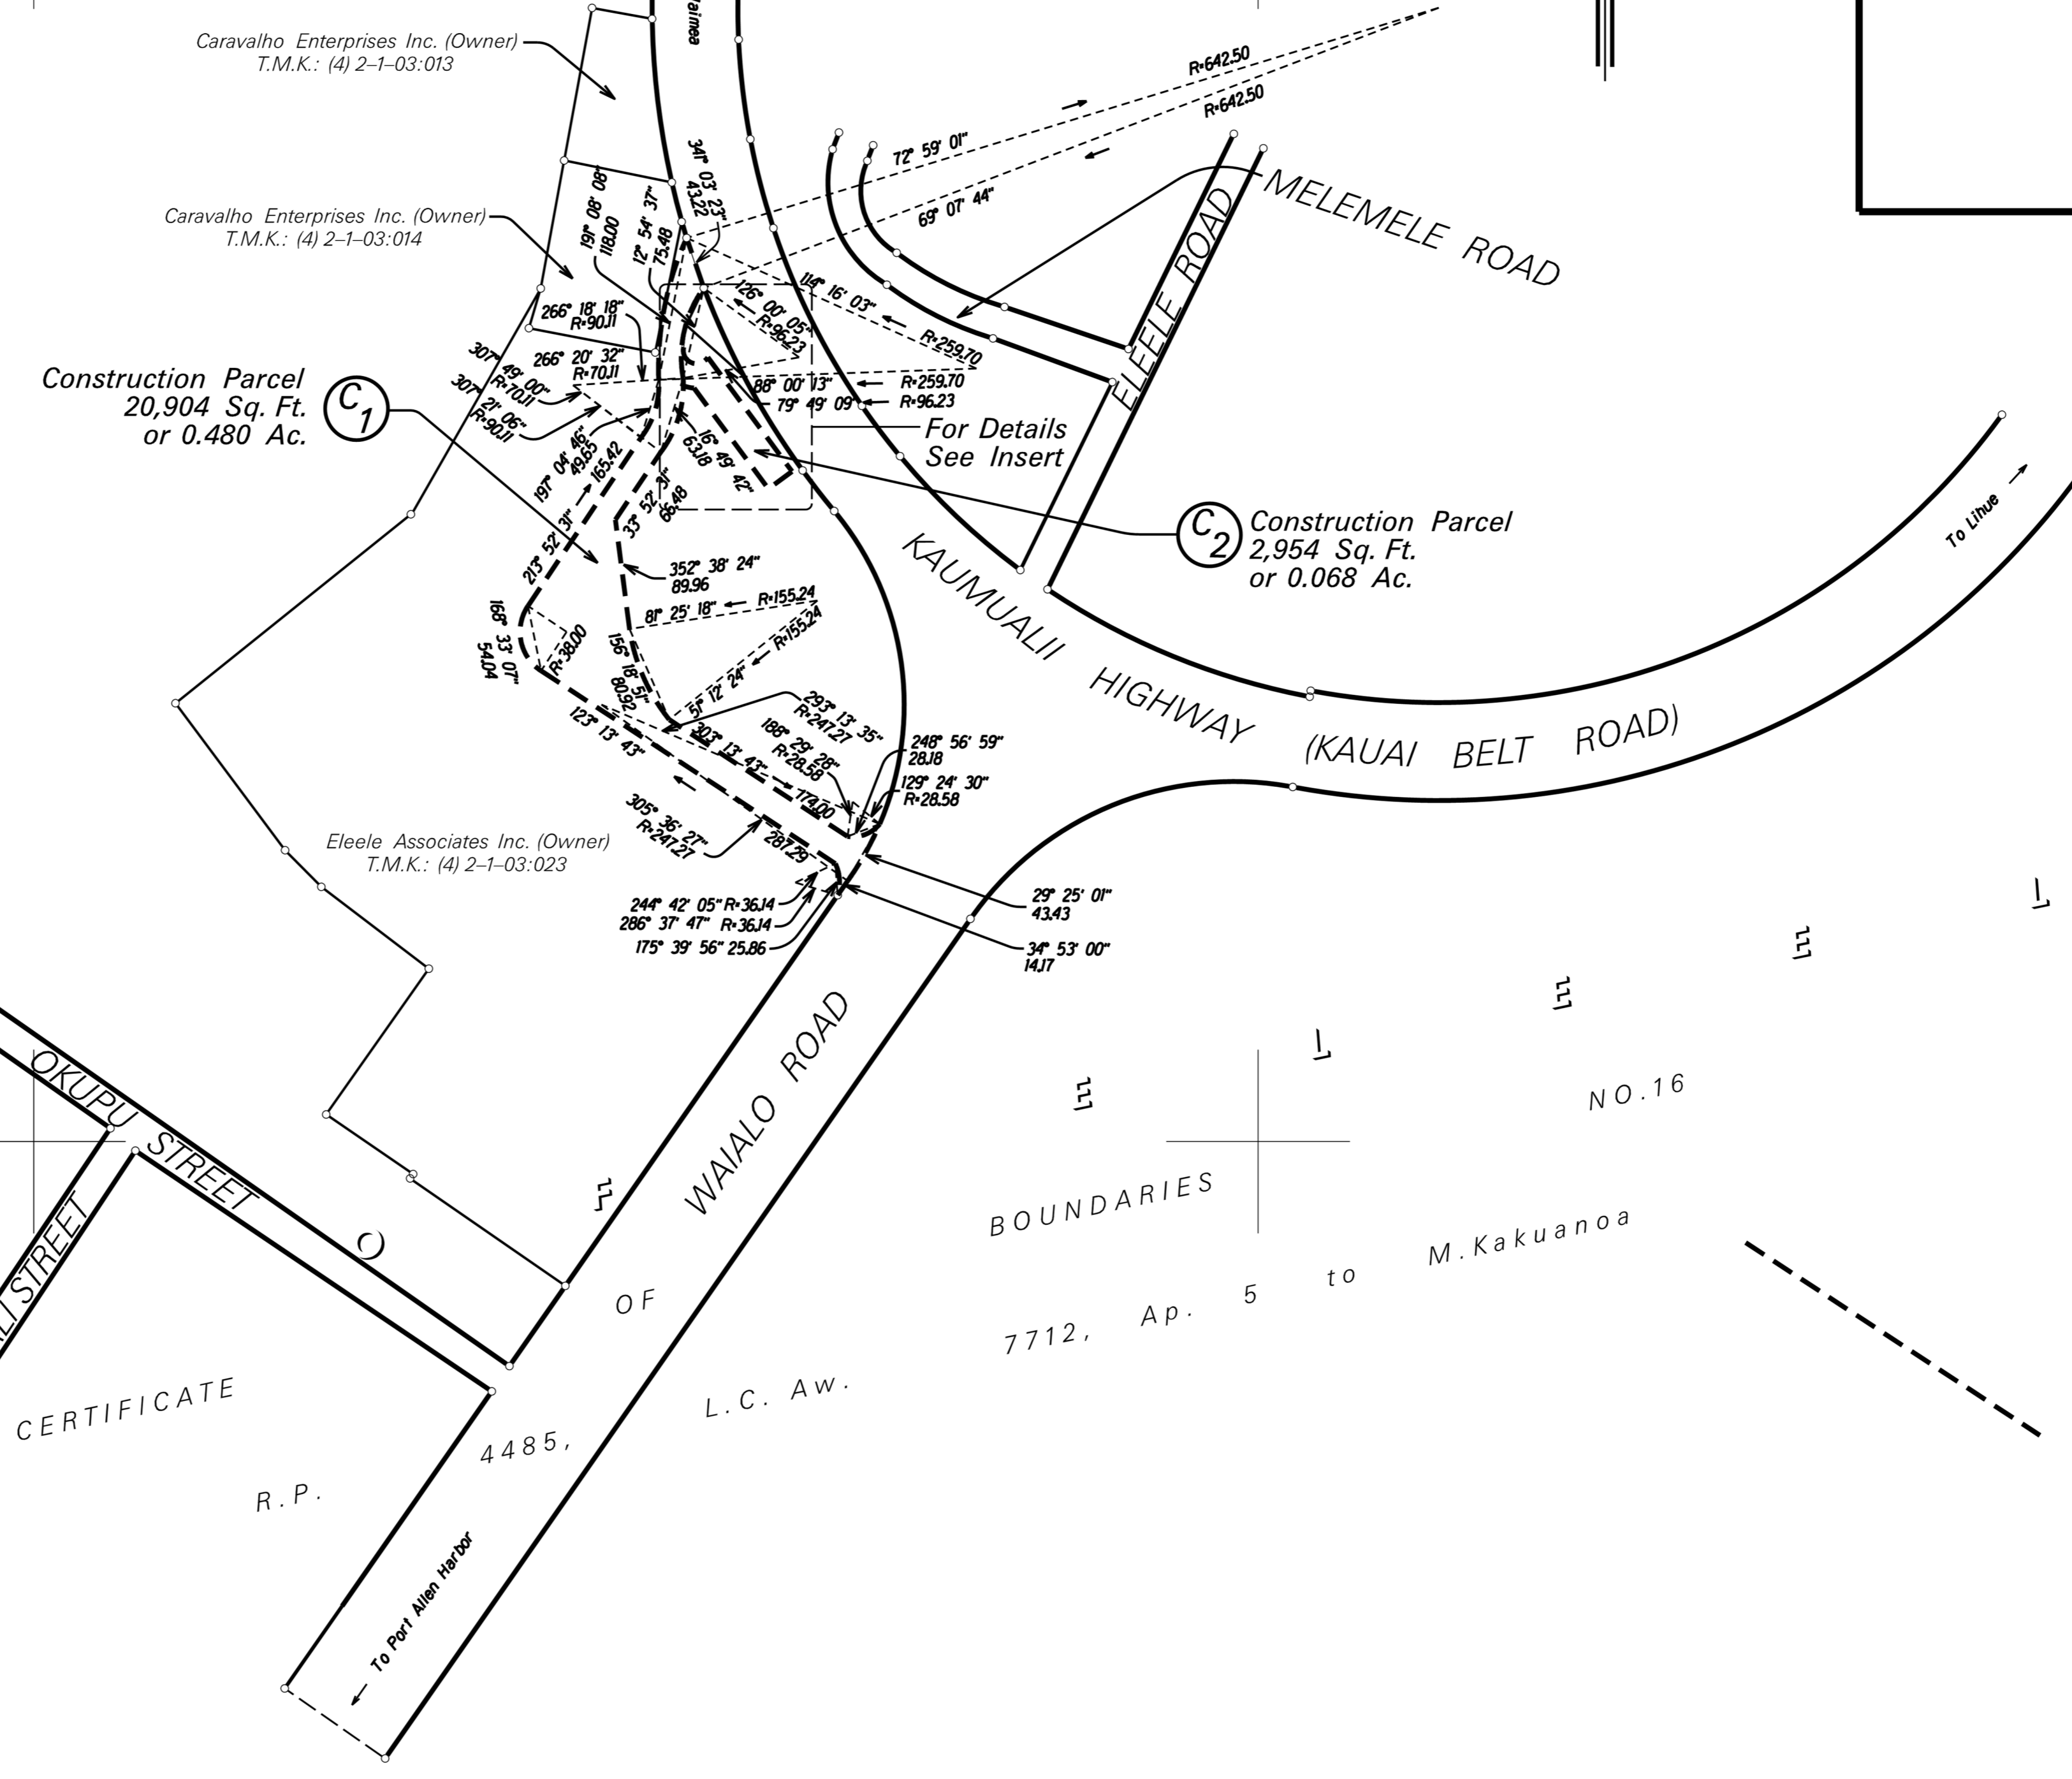 Waimea
Caravalho Enterprises Inc. (Owner)
T.M.K.: (4) 2–1–03:013
R=642.50
R=642.50
72° 59' 01"
69° 07' 44"
MELEMELE ROAD
ELEELE ROAD
341° 03' 23"
43.22
Caravalho Enterprises Inc. (Owner)
T.M.K.: (4) 2–1–03:014
191° 08' 08"
118.00
12° 54' 37"
75.48
114° 16' 03"
R=259.70
126° 00' 05"
R=96.23
266° 18' 18"
R=90.11
266° 20' 32"
R=70.11
307° 49' 00"
R=70.11
307° 21' 06"
R=90.11
88° 00' 13"
R=259.70
79° 49' 09"
R=96.23
Construction Parcel
20,904 Sq. Ft.
or 0.480 Ac.
C1
For Details
See Insert
197° 04' 46"
49.65
16° 49' 42"
63.18
213° 52' 31"
165.42
33° 52' 31"
66.48
C2
Construction Parcel
2,954 Sq. Ft.
or 0.068 Ac.
To Lihue
KAUMUALII HIGHWAY (KAUAI BELT ROAD)
352° 38' 24"
89.96
81° 25' 18"
R=155.24
R=155.24
51° 12' 24"
168° 33' 07"
54.04
R=38.00
156° 18' 51"
80.92
123° 13' 43"
287.29
303° 13' 43"
174.00
293° 13' 35"
R=247.27
188° 29' 28"
R=28.58
248° 56' 59"
28.18
129° 24' 30"
R=28.58
305° 36' 27"
R=247.27
Eleele Associates Inc. (Owner)
T.M.K.: (4) 2–1–03:023
244° 42' 05" R=36.14
286° 37' 47" R=36.14
175° 39' 56" 25.86
29° 25' 01"
43.43
34° 53' 00"
14.17
WAIALO ROAD
OKUPU STREET
STREET
NO.16
BOUNDARIES
OF
CERTIFICATE
M.Kakuanoa
to
5
Ap.
7712,
L.C. Aw.
4485,
R.P.
To Port Allen Harbor